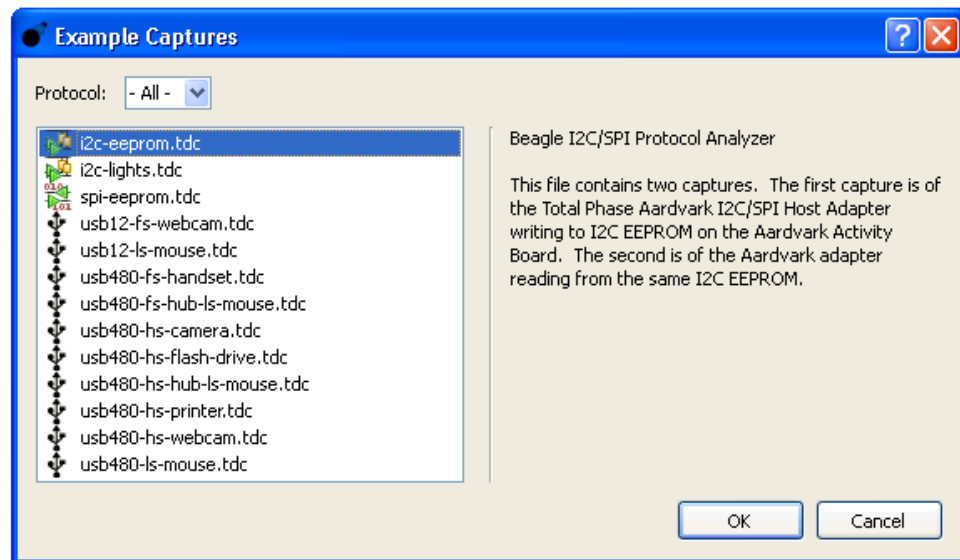 Example Captures
Protocol:
- All -
i2c-eeprom.tdc
i2c-lights.tdc
010
spi-eeprom.tdc
101
usb12-fs-webcam.tdc
usb12-ls-mouse.tdc
usb480-fs-handset.tdc
usb480-fs-hub-ls-mouse.tdc
usb480-hs-camera.tdc
usb480-hs-flash-drive.tdc
usb480-hs-hub-ls-mouse.tdc
usb480-hs-printer.tdc
usb480-hs-webcam.tdc
usb480-ls-mouse.tdc
Beagle I2C/SPI Protocol Analyzer
This file contains two captures.  The first capture is of
the Total Phase Aardvark I2C/SPI Host Adapter
writing to I2C EEPROM on the Aardvark Activity
Board.  The second is of the Aardvark adapter
reading from the same I2C EEPROM.
OK
Cancel